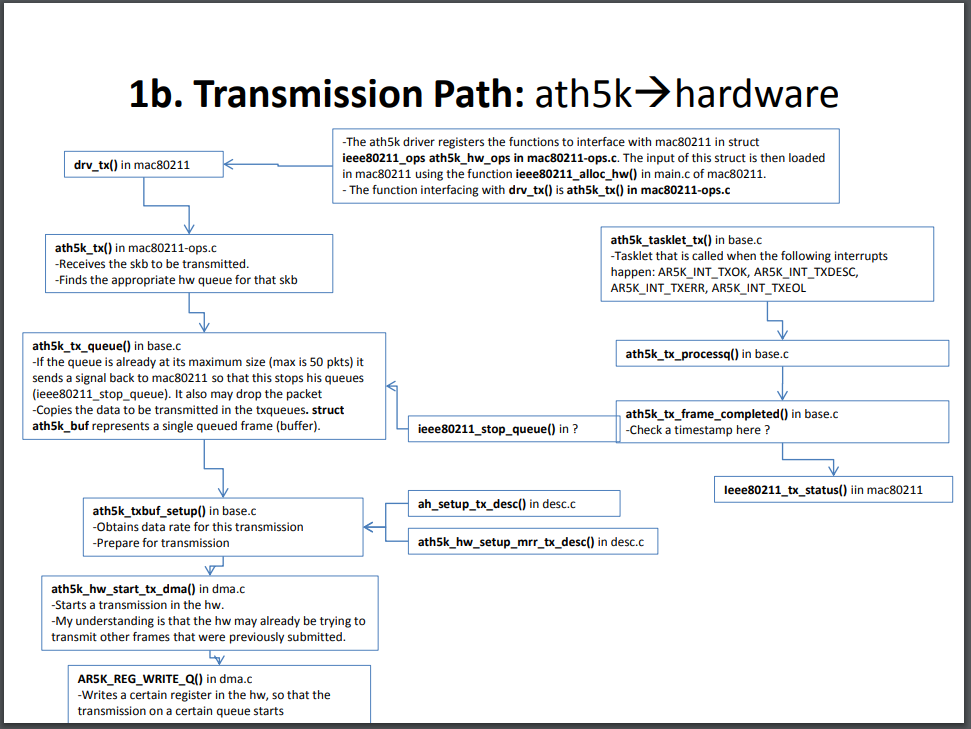 1b. Transmission Path: ath5k→hardware
-The ath5k driver registers the functions to interface with mac80211 in struct
ieee80211_ops ath5k_hw_ops in mac80211-ops.c. The input of this struct is then loaded
in mac80211 using the function ieee80211_alloc_hw() in main.c of mac80211.
- The function interfacing with drv_tx() is ath5k_tx() in mac80211-ops.c
drv_tx() in mac80211
ath5k_tx() in mac80211-ops.c
-Receives the skb to be transmitted.
-Finds the appropriate hw queue for that skb
ath5k_tx_queue() in base.c
-If the queue is already at its maximum size (max is 50 pkts) it
sends a signal back to mac80211 so that this stops his queues
(ieee80211_stop_queue). It also may drop the packet
-Copies the data to be transmitted in the txqueues. struct
ath5k_buf represents a single queued frame (buffer).
ieee80211_stop_queue() in ?
ath5k_txbuf_setup() in base.c
-Obtains data rate for this transmission
-Prepare for transmission
ah_setup_tx_desc() in desc.c
ath5k_hw_setup_mrr_tx_desc() in desc.c
ath5k_hw_start_tx_dma() in dma.c
-Starts a transmission in the hw.
-My understanding is that the hw may already be trying to
transmit other frames that were previously submitted.
AR5K_REG_WRITE_Q() in dma.c
-Writes a certain register in the hw, so that the
transmission on a certain queue starts
ath5k_tasklet_tx() in base.c
-Tasklet that is called when the following interrupts
happen: AR5K_INT_TXOK, AR5K_INT_TXDESC,
AR5K_INT_TXERR, AR5K_INT_TXEOL
ath5k_tx_processq() in base.c
ath5k_tx_frame_completed() in base.c
-Check a timestamp here ?
Ieee80211_tx_status() iin mac80211